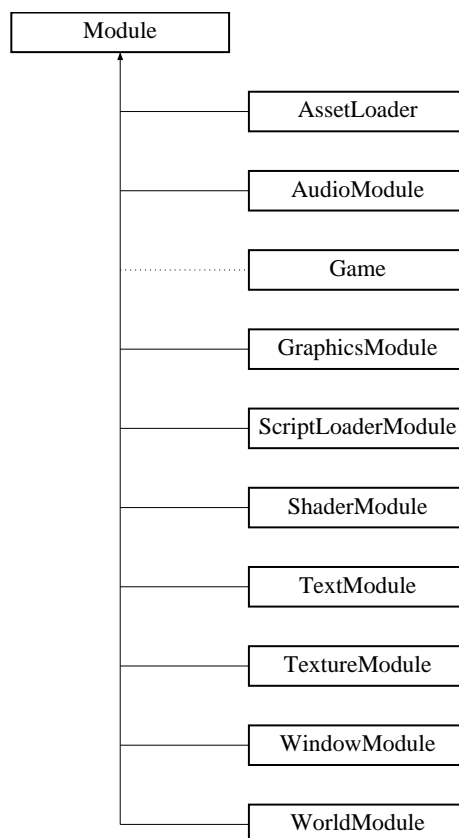 Module
AssetLoader
AudioModule
Game
GraphicsModule
ScriptLoaderModule
ShaderModule
TextModule
TextureModule
WindowModule
WorldModule